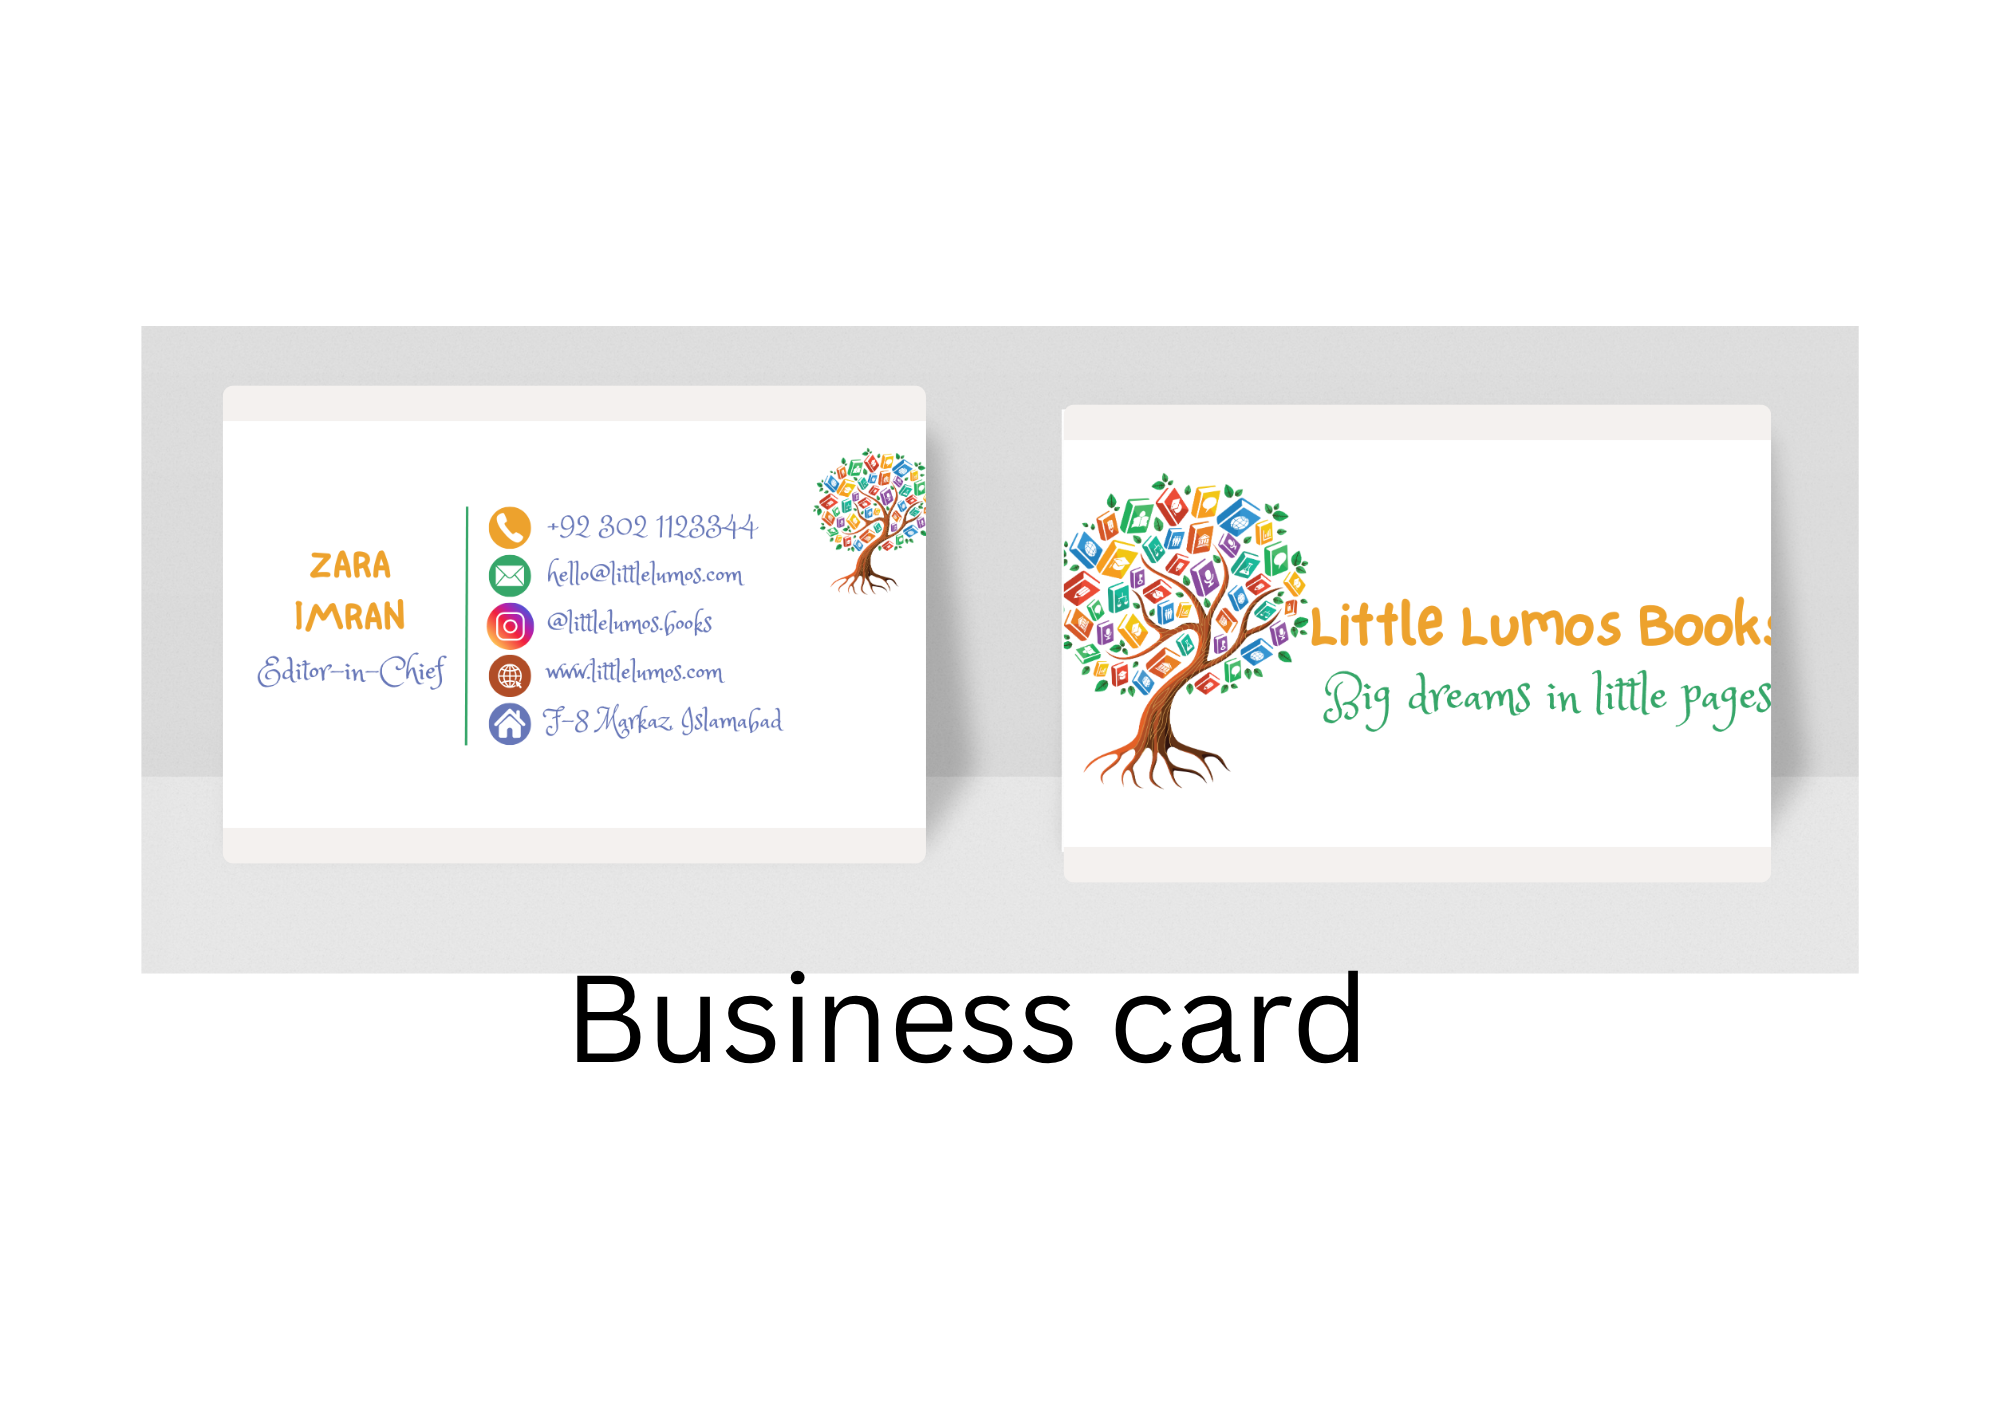 ZARA
IMRAN
Editor-in-Chief
+92 302 1123344
hello@littlelumos.com
@littlelumos.books
www.littlelumos.com
F-8 Markaz, Islamabad
Little Lumos Books
Big dreams in little pages
Business card